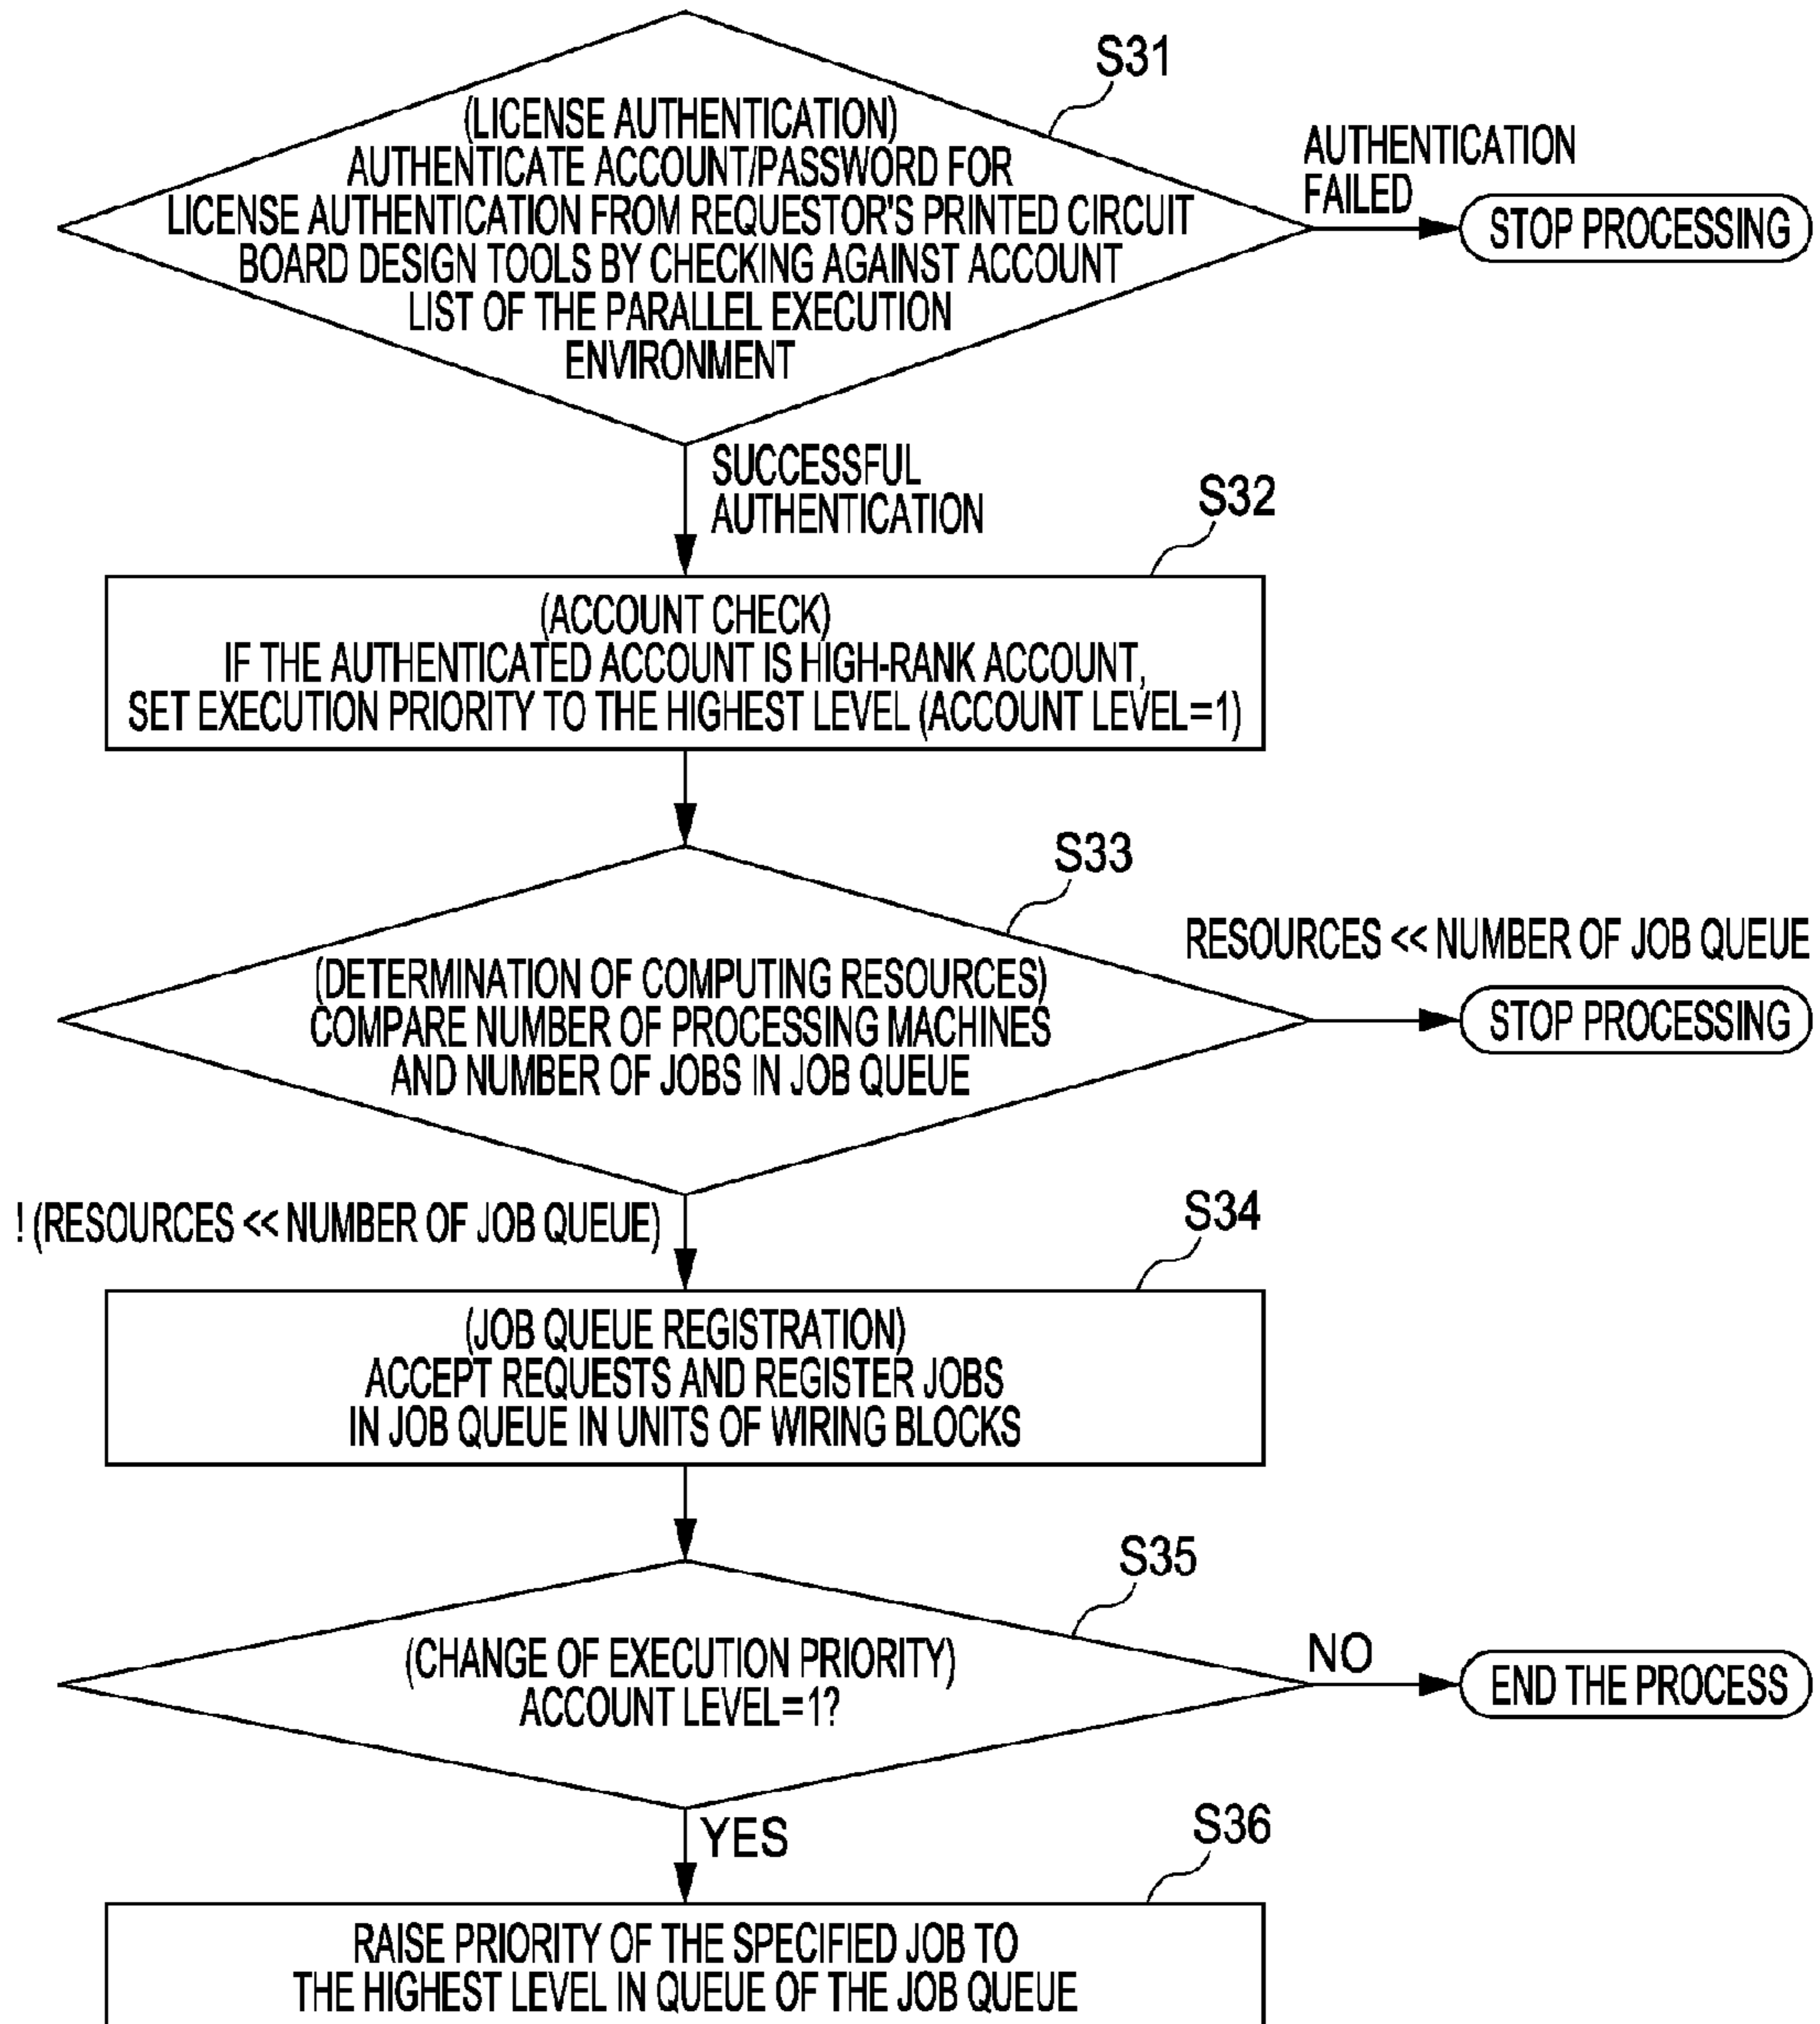 S31
(LICENSE AUTHENTICATION)
AUTHENTICATE ACCOUNT/PASSWORD FOR
LICENSE AUTHENTICATION FROM REQUESTOR'S PRINTED CIRCUIT
BOARD DESIGN TOOLS BY CHECKING AGAINST ACCOUNT
LIST OF THE PARALLEL EXECUTION
ENVIRONMENT
AUTHENTICATION
FAILED
STOP PROCESSING
SUCCESSFUL
AUTHENTICATION
S32
(ACCOUNT CHECK)
IF THE AUTHENTICATED ACCOUNT IS HIGH-RANK ACCOUNT,
SET EXECUTION PRIORITY TO THE HIGHEST LEVEL (ACCOUNT LEVEL=1)
S33
(DETERMINATION OF COMPUTING RESOURCES)
COMPARE NUMBER OF PROCESSING MACHINES
AND NUMBER OF JOBS IN JOB QUEUE
RESOURCES << NUMBER OF JOB QUEUE
STOP PROCESSING
! (RESOURCES << NUMBER OF JOB QUEUE)
S34
(JOB QUEUE REGISTRATION)
ACCEPT REQUESTS AND REGISTER JOBS
IN JOB QUEUE IN UNITS OF WIRING BLOCKS
S35
(CHANGE OF EXECUTION PRIORITY)
ACCOUNT LEVEL=1?
NO
END THE PROCESS
YES
S36
RAISE PRIORITY OF THE SPECIFIED JOB TO
THE HIGHEST LEVEL IN QUEUE OF THE JOB QUEUE